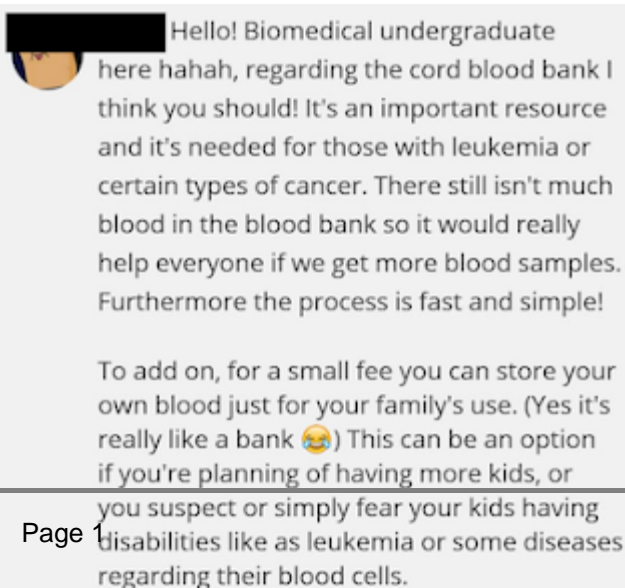 Hello! Biomedical undergraduate
here hahah, regarding the cord blood bank I
think you should! It's an important resource
and it's needed for those with leukemia or
certain types of cancer. There still isn't much
blood in the blood bank so it would really
help everyone if we get more blood samples.
Furthermore the process is fast and simple!
To add on, for a small fee you can store your
own blood just for your family's use. (Yes it's
really like a bank 😂) This can be an option
if you're planning of having more kids, or
you suspect or simply fear your kids having
Page 1
disabilities like as leukemia or some diseases
regarding their blood cells.